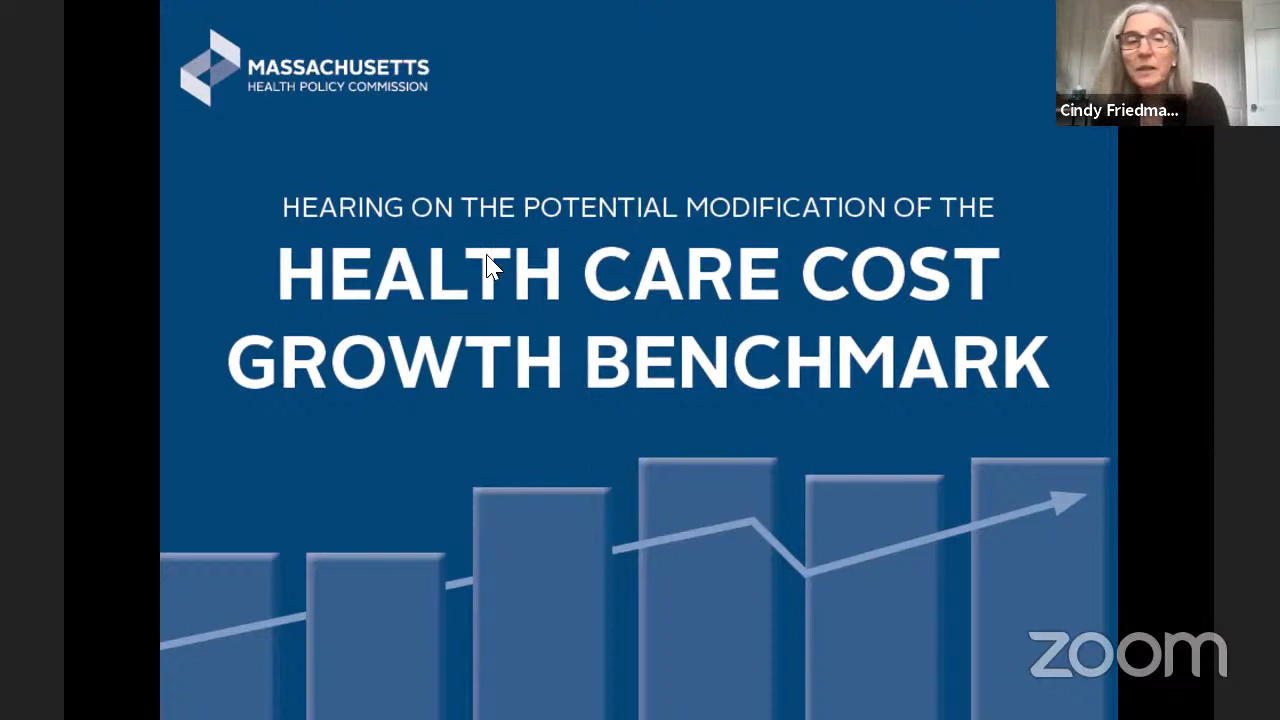 MASSACHUSETTS
HEALTH POLICY COMMISSION
Cindy Friedma...
HEARING ON THE POTENTIAL MODIFICATION OF THE
HEALTH CARE COST
GROWTH BENCHMARK
zoom